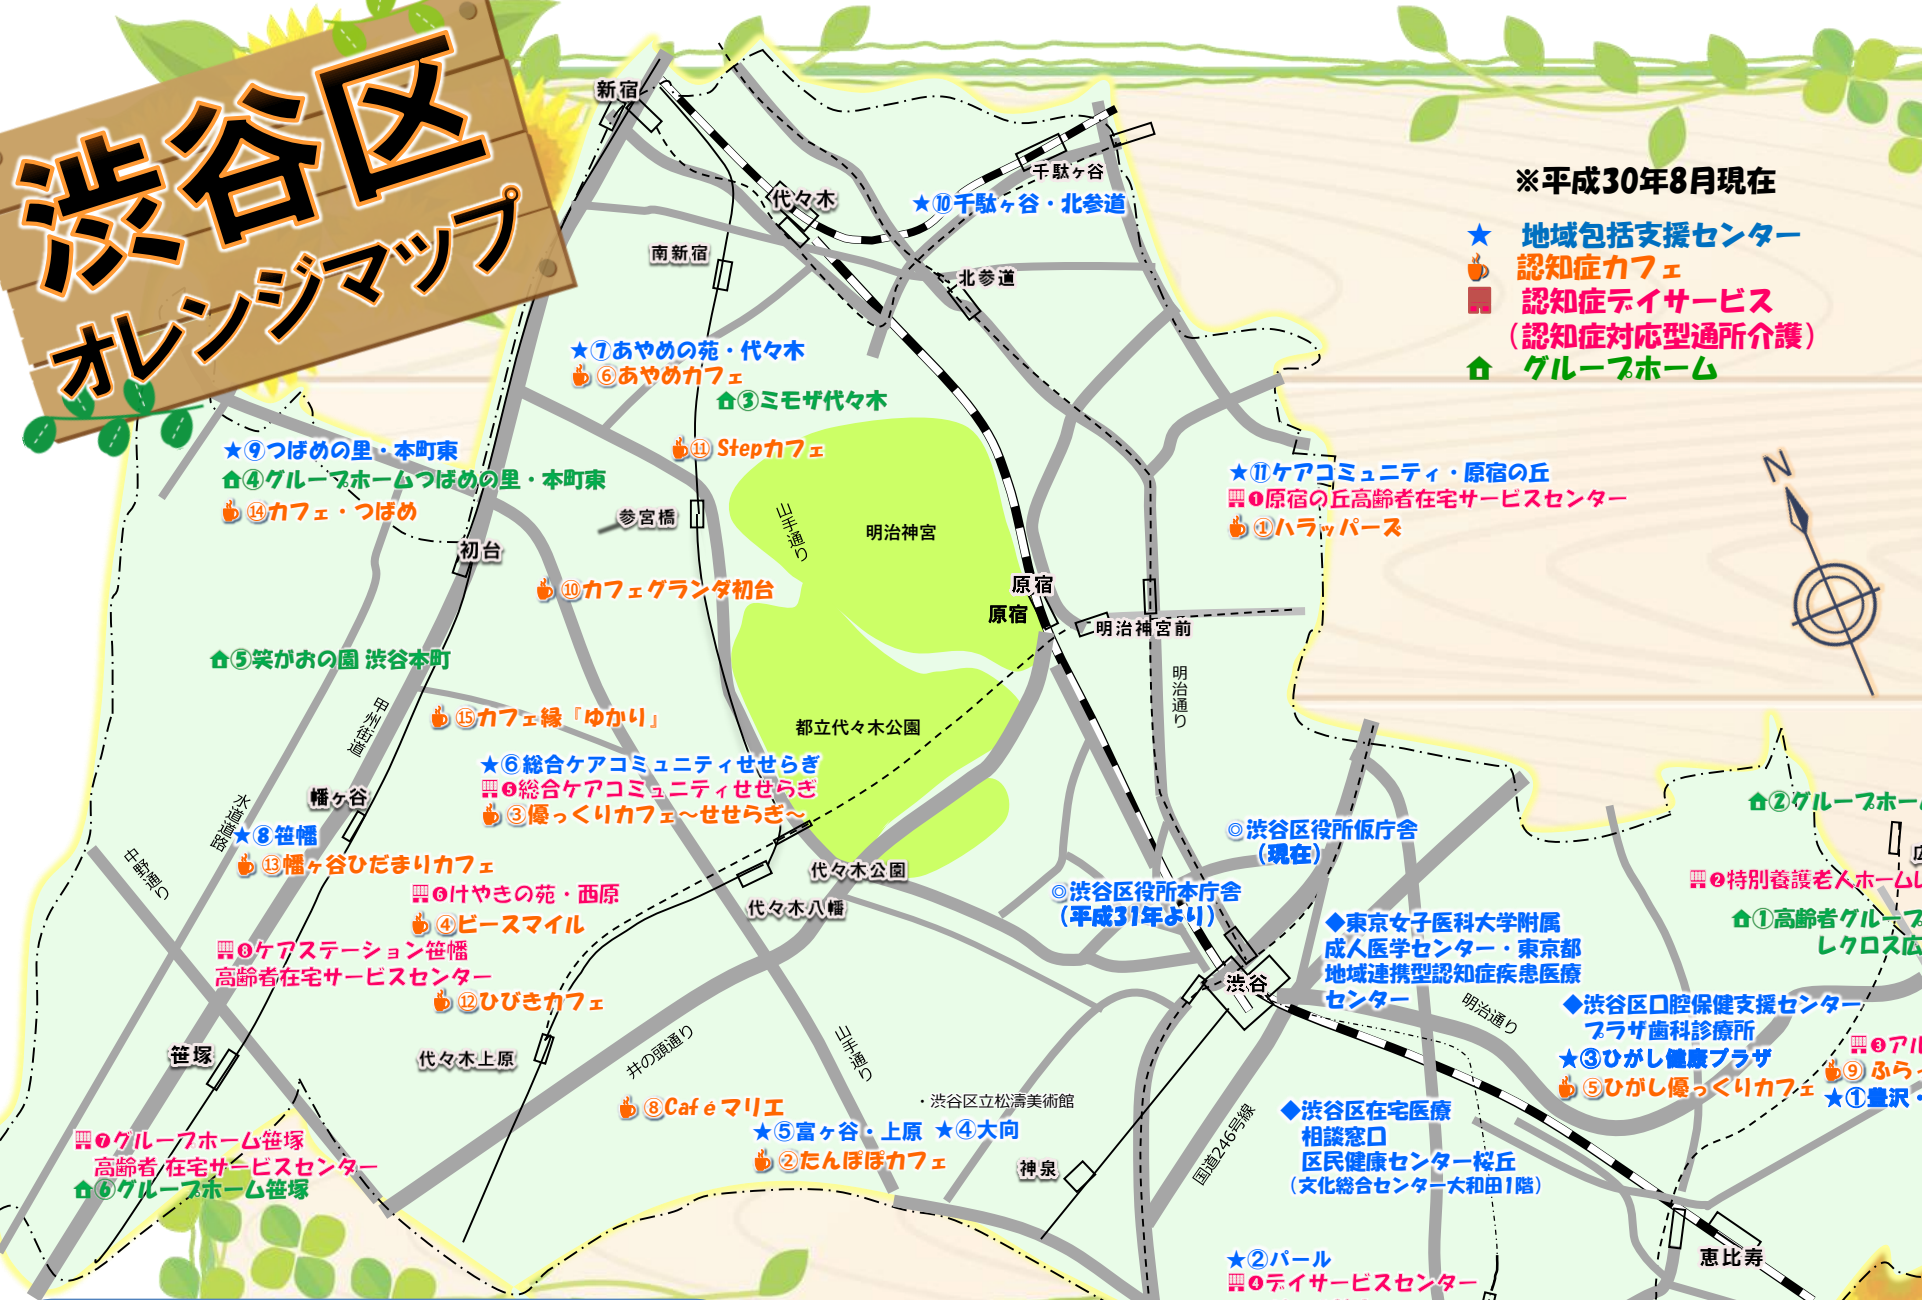 渋谷区
オレンジマップ
※平成30年8月現在
★ 地域包括支援センター
認知症カフェ
認知症デイサービス
（認知症対応型通所介護）
グループホーム
N
新宿
千駄ヶ谷
代々木
★⑩千駄ヶ谷・北参道
南新宿
北参道
★⑦あやめの苑・代々木
⑥あやめカフェ
③ミモザ代々木
⑪Stepカフェ
★⑨つばめの里・本町東
④グループホームつばめの里・本町東
⑭カフェ・つばめ
参宮橋
初台
山手通り
明治神宮
★⑪ケアコミュニティ・原宿の丘
❶原宿の丘高齢者在宅サービスセンター
①ハラッパーズ
⑩カフェグランダ初台
原宿
原宿
明治神宮前
⑤笑がおの園 渋谷本町
甲州街道
⑮カフェ縁『ゆかり』
都立代々木公園
明治通り
★⑥総合ケアコミュニティせせらぎ
❺総合ケアコミュニティせせらぎ
③優っくりカフェ～せせらぎ～
幡ヶ谷
水道道路
★⑧笹幡
⑬幡ヶ谷ひだまりカフェ
中野通り
代々木公園
代々木八幡
❻けやきの苑・西原
④ビースマイル
❽ケアステーション笹幡
高齢者在宅サービスセンター
⑫ひびきカフェ
◎渋谷区役所仮庁舎
（現在）
◎渋谷区役所本庁舎
（平成31年より）
②グループホーム
広
❷特別養護老人ホームレ
①高齢者グループ
レクロス広
◆東京女子医科大学附属
成人医学センター・東京都
地域連携型認知症疾患医療
センター
渋谷
明治通り
◆渋谷区口腔保健支援センター
プラザ歯科診療所
★③ひがし健康プラザ
⑤ひがし優っくりカフェ
❸アル
⑨ふらっ
★①豊沢・
笹塚
代々木上原
井の頭通り
山手通り
⑧Caféマリエ
・渋谷区立松濤美術館
★⑤富ヶ谷・上原
★④大向
②たんぽぽカフェ
神泉
国道246号線
◆渋谷区在宅医療
相談窓口
区民健康センター桜丘
（文化総合センター大和田1階）
❼グループホーム笹塚
高齢者 在宅サービスセンター
⑥グループホーム笹塚
★②パール
❹デイサービスセンター
恵比寿